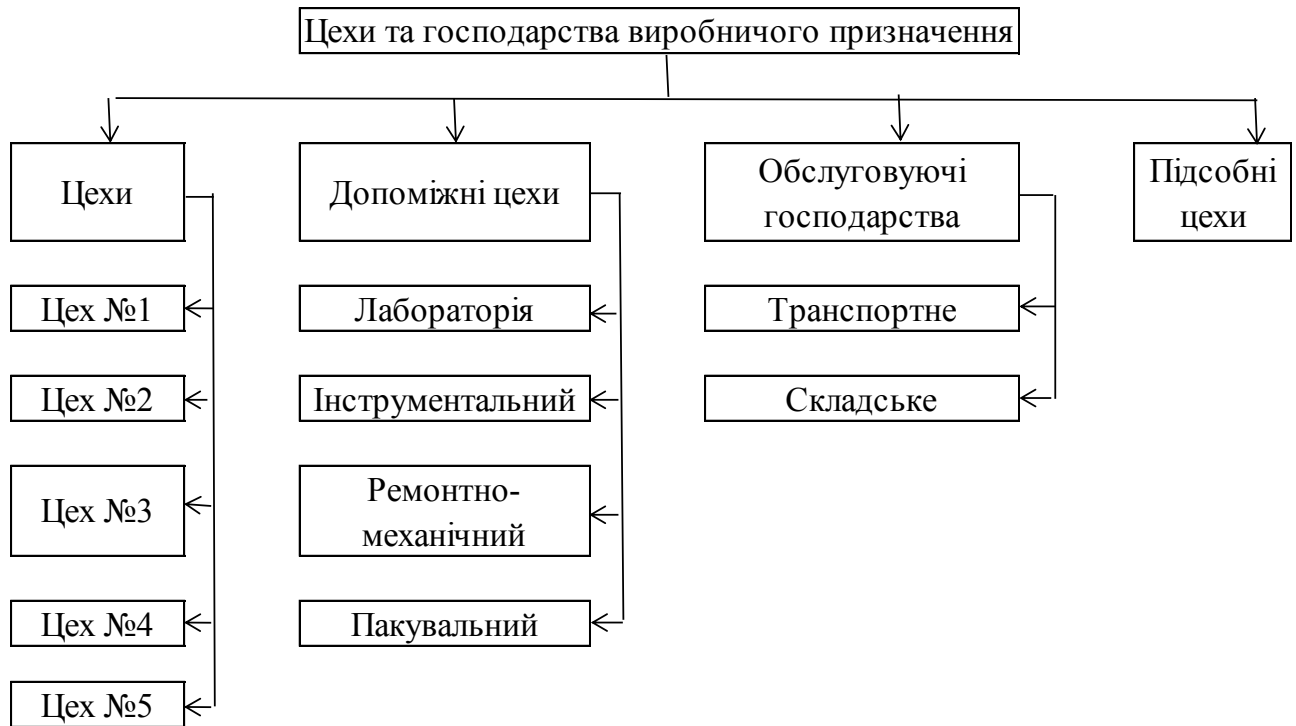 Цехи та господарства виробничого призначення
Цехи
Допоміжні цехи
Обслуговуючі
господарства
Підсобні
цехи
Цех №1
Лабораторія
Транспортне
Цех №2
Інструментальний
Складське
Цех №3
Ремонтно-
механічний
Цех №4
Пакувальний
Цех №5